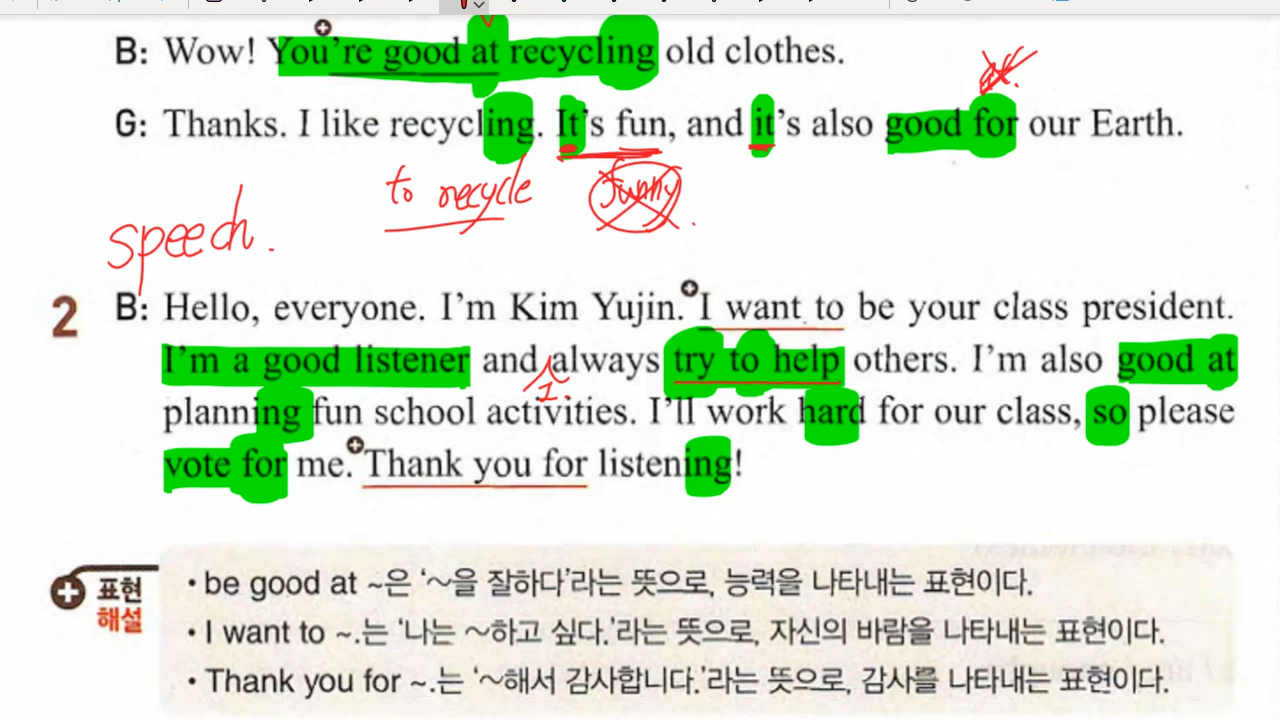 B: Wow! You're good at recycling old clothes.
G: Thanks. I like recycling. It's fun, and it's also good for our Earth.
to recycle funny
speech.
2 B: Hello, everyone. I'm Kim Yujin. I want to be your class president.
I'm a good listener and always try to help others. I'm also good at
I
planning fun school activities. I'll work hard for our class, so please
vote for me. Thank you for listening!
표현
해설
• be good at ~은 '~을 잘하다'라는 뜻으로, 능력을 나타내는 표현이다.
• I want to ~.는 '나는 ~하고 싶다.'라는 뜻으로, 자신의 바람을 나타내는 표현이다.
• Thank you for ~.는 '~해서 감사합니다.'라는 뜻으로, 감사를 나타내는 표현이다.